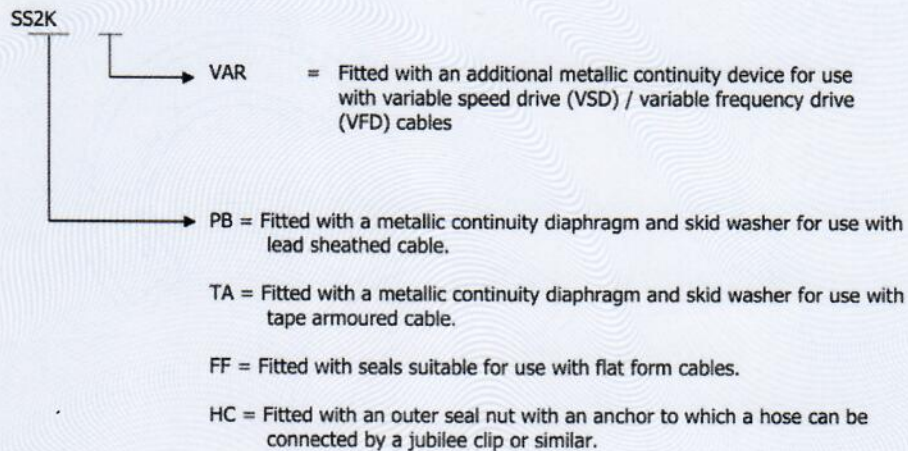 SS2K
VAR = Fitted with an additional metallic continuity device for use
with variable speed drive (VSD) / variable frequency drive
(VFD) cables
PB = Fitted with a metallic continuity diaphragm and skid washer for use with
lead sheathed cable.
TA = Fitted with a metallic continuity diaphragm and skid washer for use with
tape armoured cable.
FF = Fitted with seals suitable for use with flat form cables.
HC = Fitted with an outer seal nut with an anchor to which a hose can be
connected by a jubilee clip or similar.